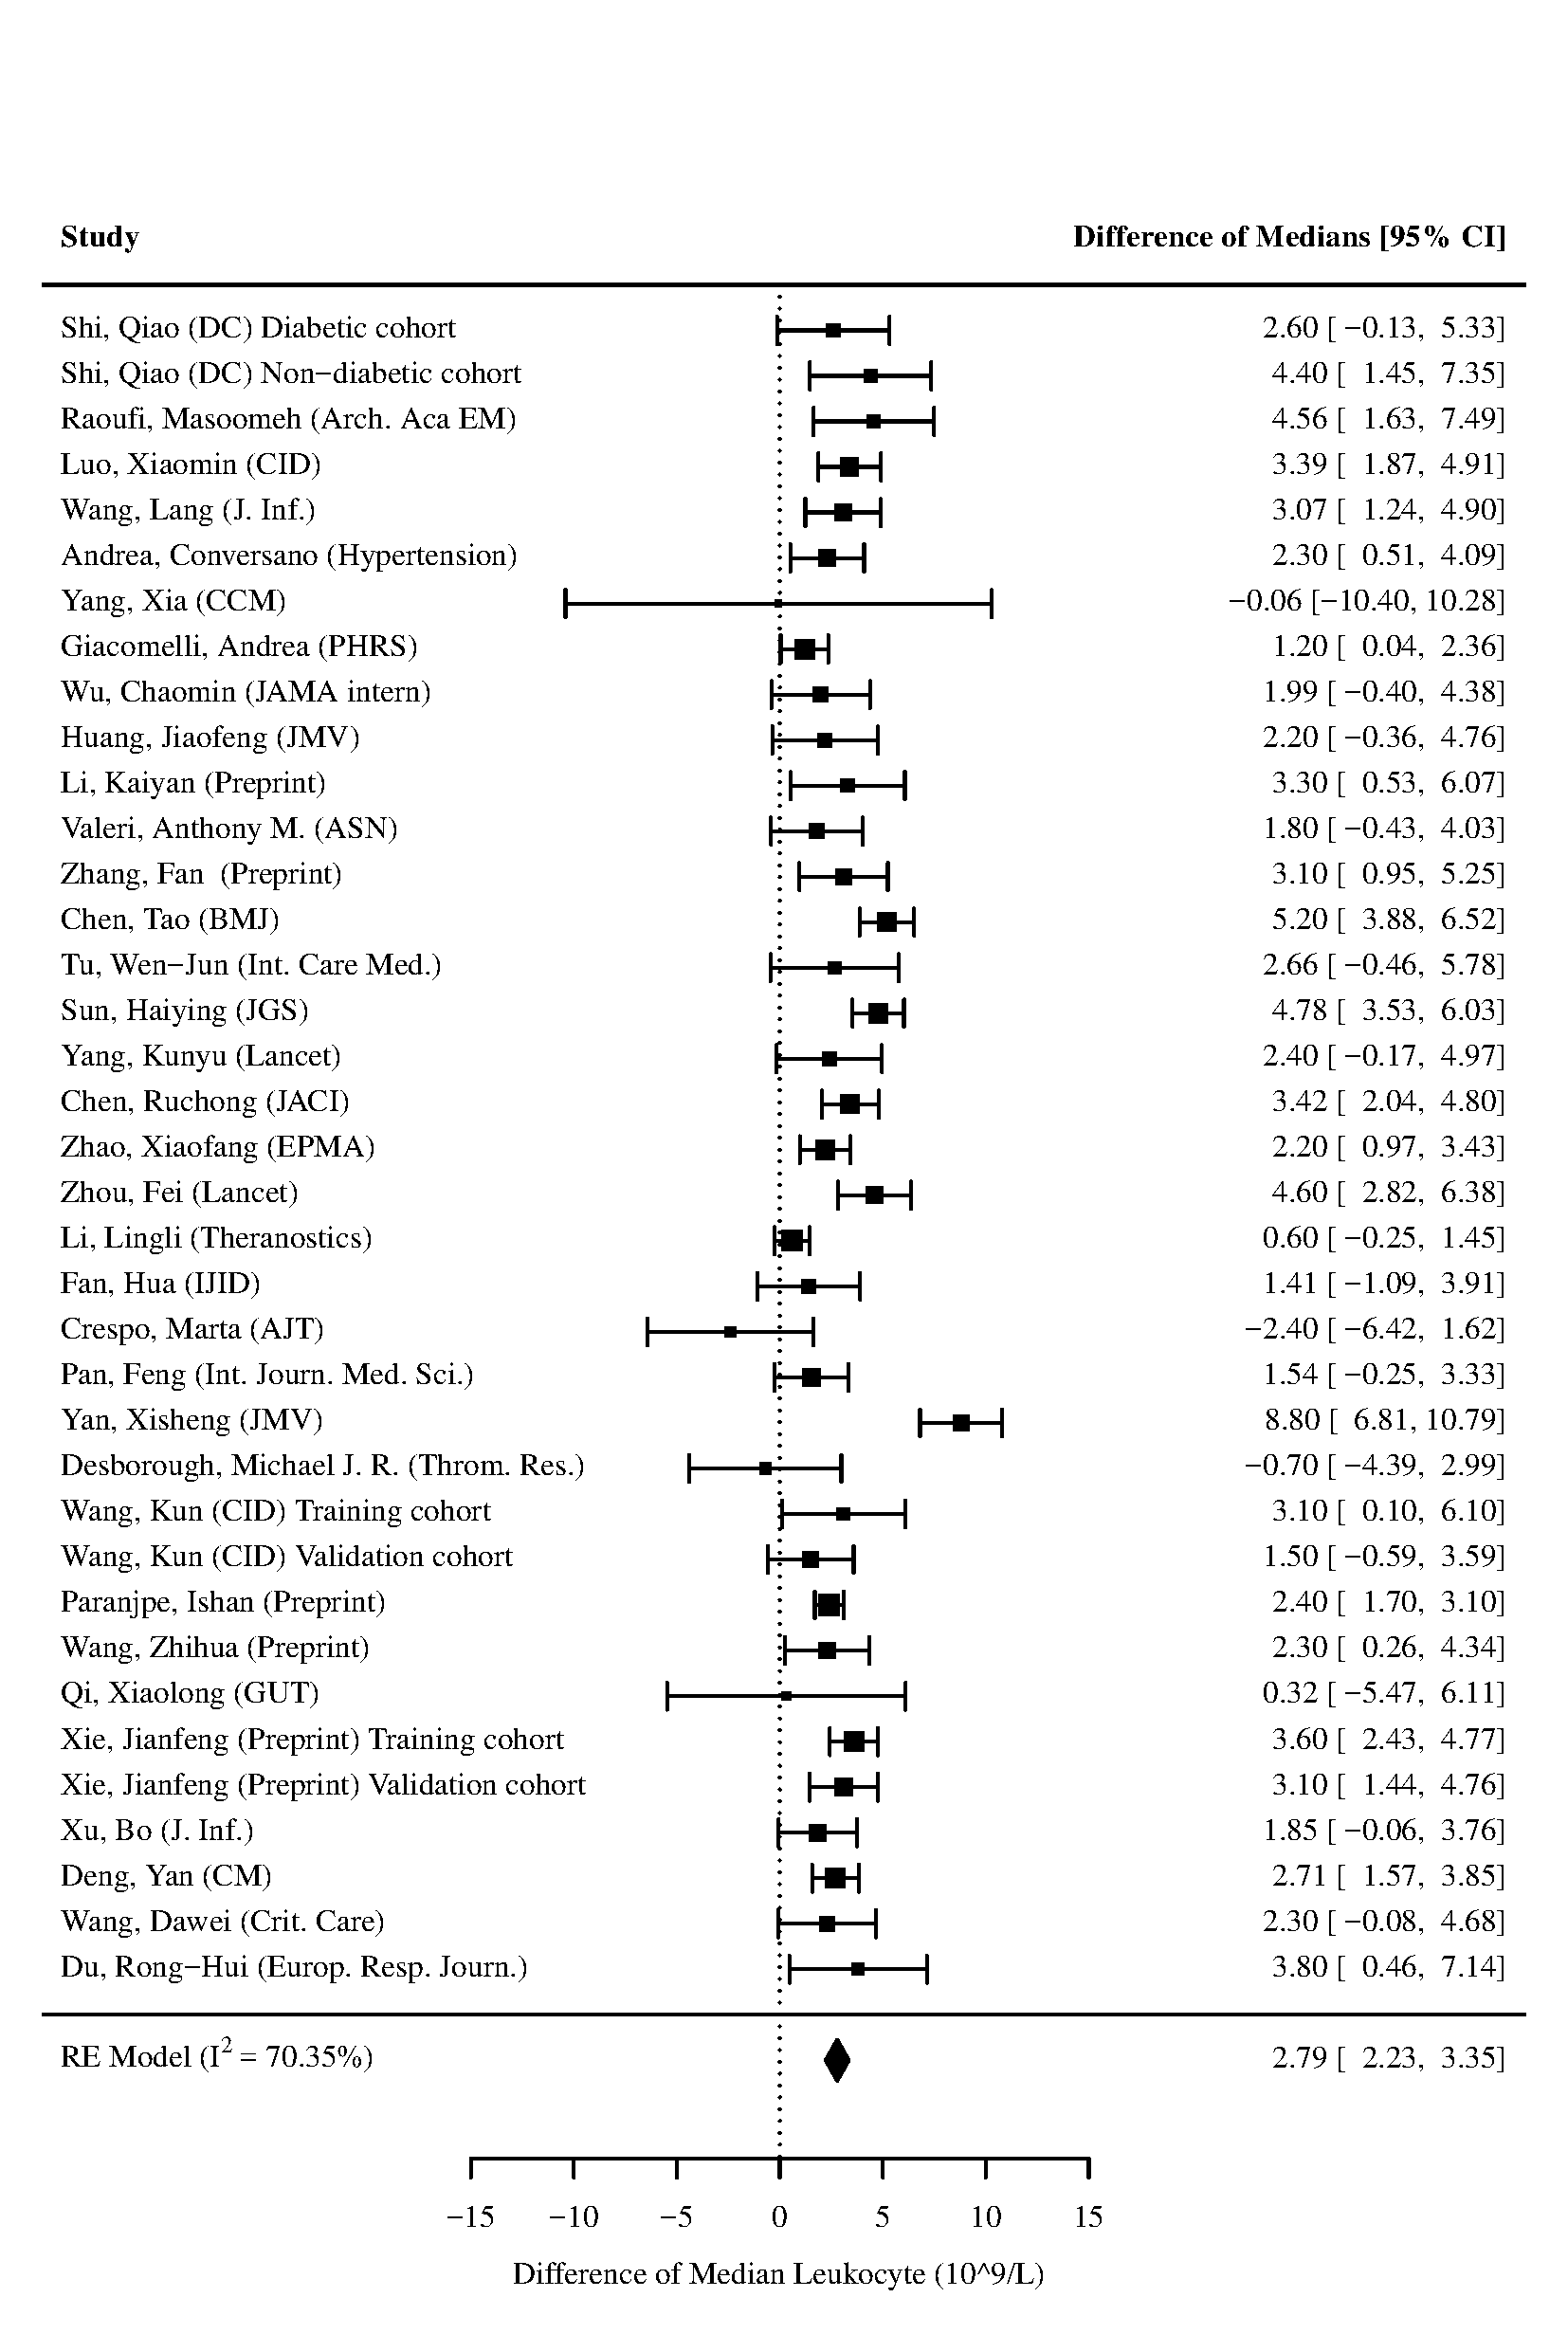 Study Difference of Medians [95% CI]
Shi, Qiao (DC) Diabetic cohort 2.60 [ −0.13, 5.33]
Shi, Qiao (DC) Non−diabetic cohort 4.40 [ 1.45, 7.35]
Raoufi, Masoomeh (Arch. Aca EM) 4.56 [ 1.63, 7.49]
Luo, Xiaomin (CID) 3.39 [ 1.87, 4.91]
Wang, Lang (J. Inf.) 3.07 [ 1.24, 4.90]
Andrea, Conversano (Hypertension) 2.30 [ 0.51, 4.09]
Yang, Xia (CCM) −0.06 [−10.40, 10.28]
Giacomelli, Andrea (PHRS) 1.20 [ 0.04, 2.36]
Wu, Chaomin (JAMA intern) 1.99 [ −0.40, 4.38]
Huang, Jiaofeng (JMV) 2.20 [ −0.36, 4.76]
Li, Kaiyan (Preprint) 3.30 [ 0.53, 6.07]
Valeri, Anthony M. (ASN) 1.80 [ −0.43, 4.03]
Zhang, Fan (Preprint) 3.10 [ 0.95, 5.25]
Chen, Tao (BMJ) 5.20 [ 3.88, 6.52]
Tu, Wen−Jun (Int. Care Med.) 2.66 [ −0.46, 5.78]
Sun, Haiying (JGS) 4.78 [ 3.53, 6.03]
Yang, Kunyu (Lancet) 2.40 [ −0.17, 4.97]
Chen, Ruchong (JACI) 3.42 [ 2.04, 4.80]
Zhao, Xiaofang (EPMA) 2.20 [ 0.97, 3.43]
Zhou, Fei (Lancet) 4.60 [ 2.82, 6.38]
Li, Lingli (Theranostics) 0.60 [ −0.25, 1.45]
Fan, Hua (IJID) 1.41 [ −1.09, 3.91]
Crespo, Marta (AJT) −2.40 [ −6.42, 1.62]
Pan, Feng (Int. Journ. Med. Sci.) 1.54 [ −0.25, 3.33]
Yan, Xisheng (JMV) 8.80 [ 6.81, 10.79]
Desborough, Michael J. R. (Throm. Res.) −0.70 [ −4.39, 2.99]
Wang, Kun (CID) Training cohort 3.10 [ 0.10, 6.10]
Wang, Kun (CID) Validation cohort 1.50 [ −0.59, 3.59]
Paranjpe, Ishan (Preprint) 2.40 [ 1.70, 3.10]
Wang, Zhihua (Preprint) 2.30 [ 0.26, 4.34]
Qi, Xiaolong (GUT) 0.32 [ −5.47, 6.11]
Xie, Jianfeng (Preprint) Training cohort 3.60 [ 2.43, 4.77]
Xie, Jianfeng (Preprint) Validation cohort 3.10 [ 1.44, 4.76]
Xu, Bo (J. Inf.) 1.85 [ −0.06, 3.76]
Deng, Yan (CM) 2.71 [ 1.57, 3.85]
Wang, Dawei (Crit. Care) 2.30 [ −0.08, 4.68]
Du, Rong−Hui (Europ. Resp. Journ.) 3.80 [ 0.46, 7.14]
RE Model (I² = 70.35%) 2.79 [ 2.23, 3.35]
−15 −10 −5 0 5 10 15
Difference of Median Leukocyte (10^9/L)